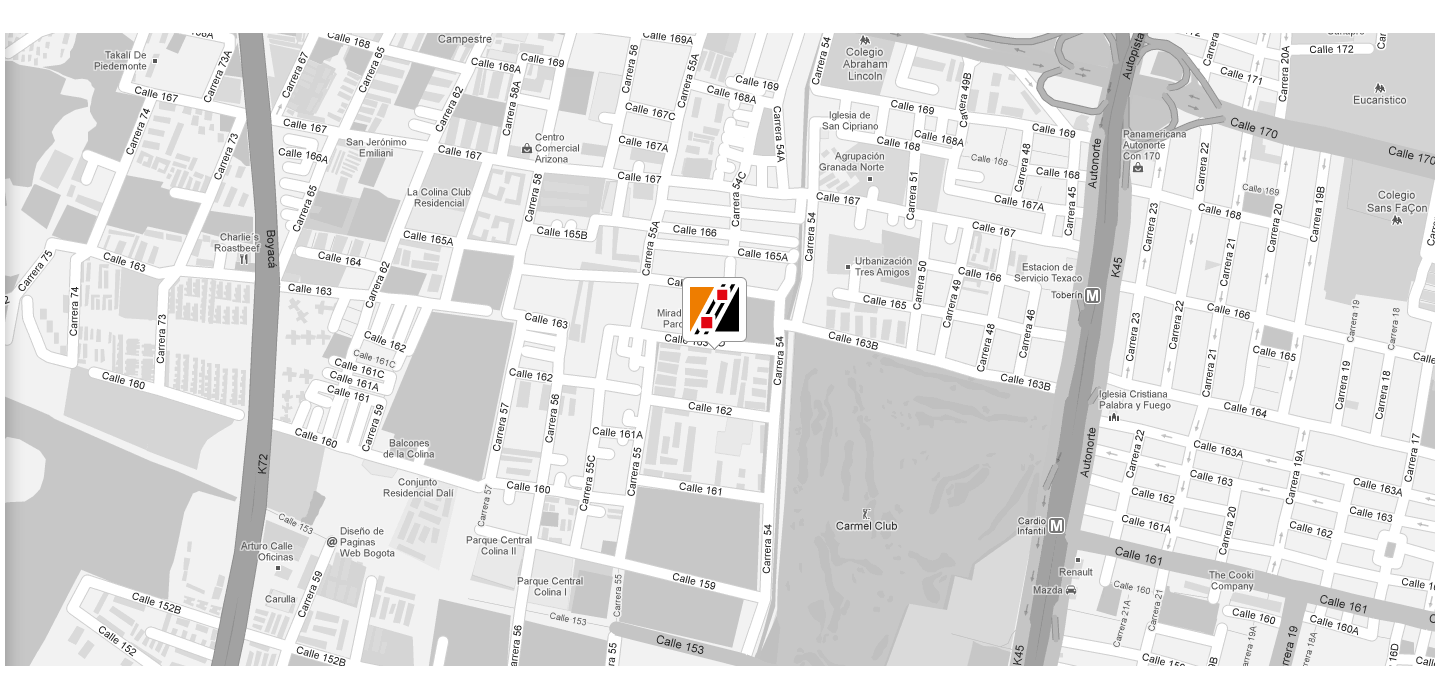 Takalí De
Piedemonte
Carrera 73A
Calle 167
Carrera 74
Carrera 73
Carrera 67
Calle 168
Carrera 65
Campestre
Calle 168A
Calle 169
Carrera 62
Carrera 58A
Carrera 56
Calle 169A
Carrera 55A
Calle 169
Calle 168A
Calle 167C
Calle 167A
Carrera 54
Carrera 54A
Carrera 54C
Colegio
Abraham
Lincoln
Carrera 49B
Autopista
Carrera 20A
Calle 172
Calle 171
Eucaristico
Calle 170
Calle 170
Iglesia de
San Cipriano
Calle 169
Calle 168A
Calle 168
Calle 169
Calle 168
Calle 168
Carrera 48
Autonorte
Panamericana
Autonorte
Con 170
Carrera 22
Calle 167
San Jerónimo
Emiliani
Calle 166A
Calle 167
Centro
Comercial
Arizona
Calle 167
Agrupación
Granada Norte
Calle 167
Carrera 51
Calle 167A
Carrera 45
Calle 167
Carrera 23
Calle 168
Calle 169
Carrera 20
Carrera 19B
Colegio
Sans FaÇon
La Colina Club
Residencial
Carrera 58
Carrera 65
Charlie's
Roastbeef
Boyacá
Calle 165A
Calle 165B
Carrera 55A
Calle 166
Calle 165A
Carrera 54
Carrera 75
Calle 163
Calle 164
Calle 163
Carrera 62
Urbanización
Tres Amigos
Carrera 50
Calle 166
Estacion de
Servicio Texaco
Toberín
M
K45
Carrera 21
Calle 166
Carrera 74
Carrera 73
Calle 165
Carrera 49
Carrera 48
Carrera 46
Carrera 23
Carrera 22
Carrera 19
Carrera 18
Calle 163
Calle 162
Calle 161C
Calle 161C
Calle 161A
Calle 161
Calle 160
Calle 163B
Calle 163B
Carrera 54
Calle 165
Carrera 21
Carrera 19
Carrera 18
Calle 162
Calle 162
Carrera 59
Carrera 57
Carrera 56
Iglesia Cristiana
Palabra y Fuego
Calle 164
Calle 160
Balcones
de la Colina
Calle 161A
Carrera 55C
Carrera 55
Autonorte
Carrera 22
Calle 163A
Carrera 19A
Carrera 17
K72
Conjunto
Residencial Dalí
Carrera 57
Calle 160
Calle 161
Calle 162
Calle 163
Calle 163A
Calle 163
Calle 153
Diseño de
Paginas
Web Bogota
Arturo Calle
Oficinas
Parque Central
Colina II
Carrera 54
Carmel Club
Cardio
Infantil
M
Calle 161A
Carrera 20
Calle 162
Calle 161
Renault
Mazda
Carrera 59
Carulla
Parque Central
Colina I
Carrera 55
Calle 159
Calle 160
The Cooki
Company
Calle 161
Carrera 21A
Carrera 21
Calle 160
Calle 160A
Calle 152B
Calle 152
Calle 152B
Calle 153
Carrera 56
Calle 153
K45
Carrera 19A
Carrera 19
Carrera 18A